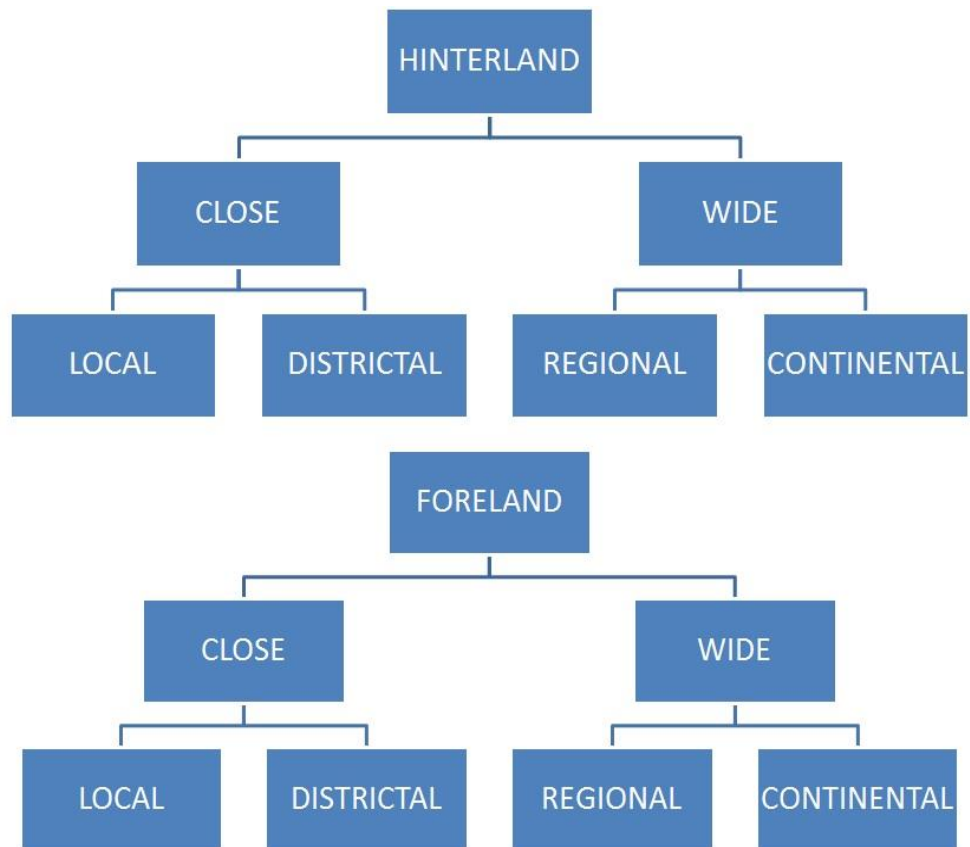 HINTERLAND
CLOSE
WIDE
LOCAL
DISTRICTAL
REGIONAL
CONTINENTAL
FORELAND
CLOSE
WIDE
LOCAL
DISTRICTAL
REGIONAL
CONTINENTAL